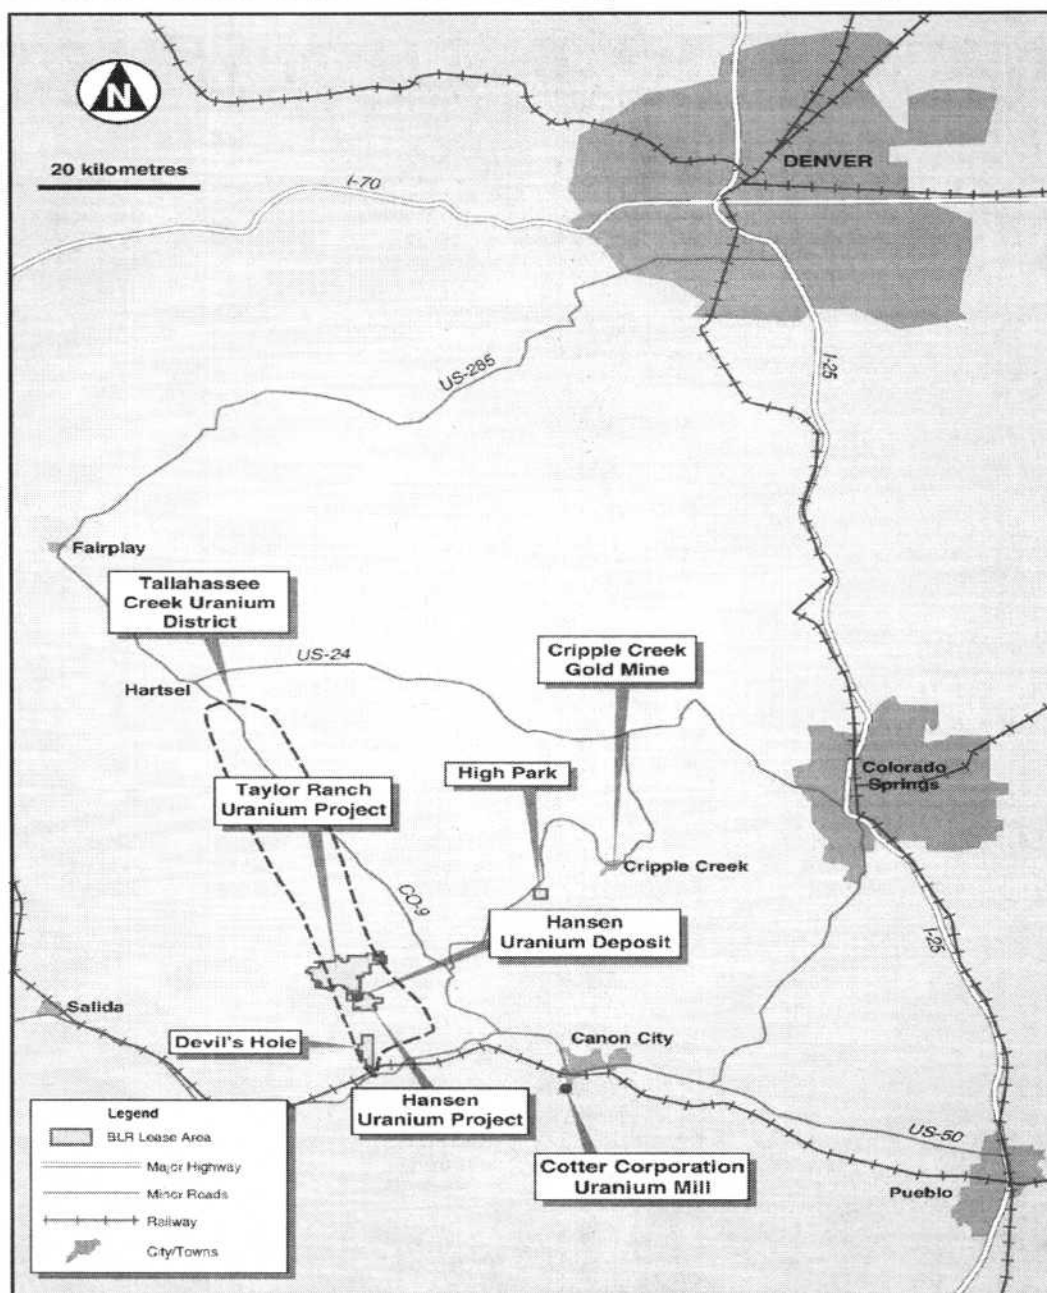 N
DENVER
20 kilometres
I-70
I-25
US-285
Fairplay
Tallahassee
Creek Uranium
District
US-24
Cripple Creek
Gold Mine
Hartsel
High Park
Colorado
Springs
Taylor Ranch
Uranium Project
Cripple Creek
CO-9
Hansen
Uranium Deposit
I-25
Salida
Devil's Hole
Canon City
Hansen
Uranium Project
US-50
Cotter Corporation
Uranium Mill
Pueblo
Legend
BLR Lease Area
Major Highway
Minor Roads
Railway
City/Towns